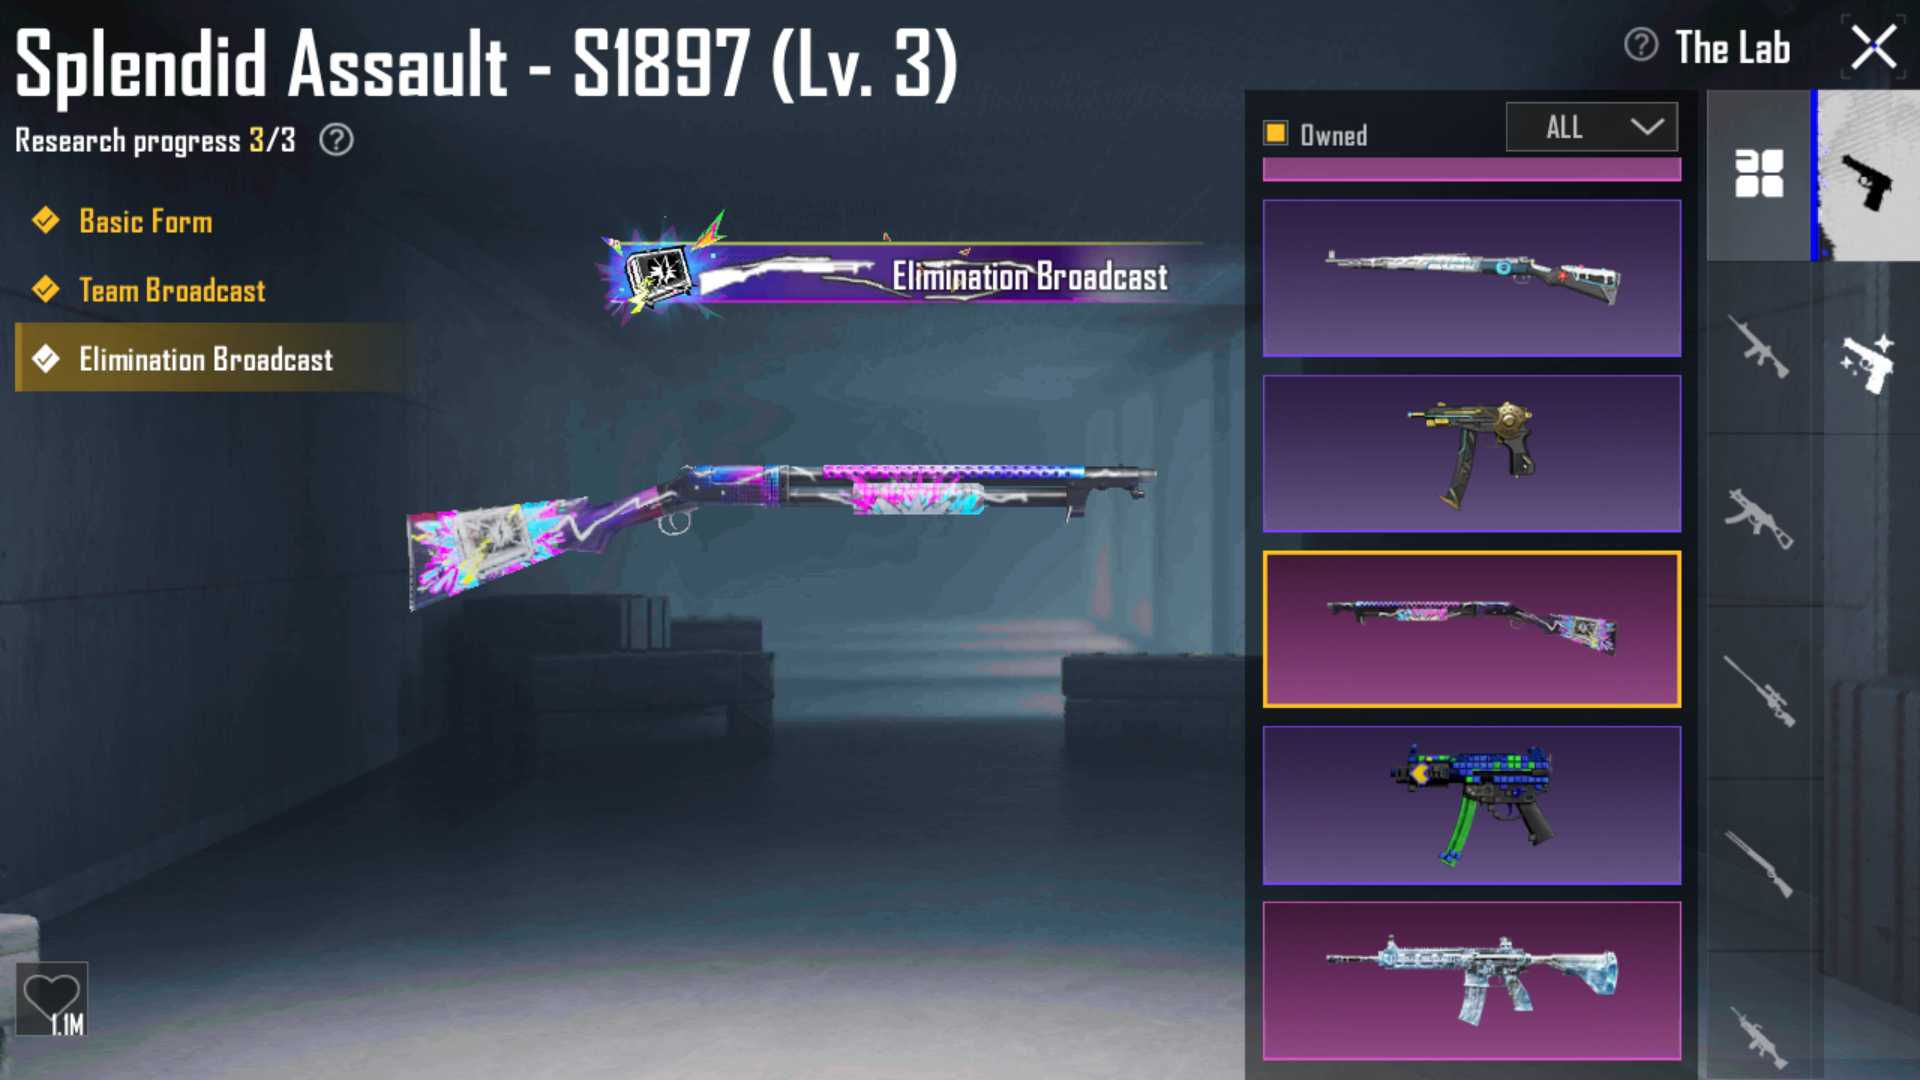 Splendid Assault - S1897 (Lv. 3)
Research progress 3/3
Basic Form
Team Broadcast
Elimination Broadcast
Elimination Broadcast
1.1M
The Lab
Owned
ALL